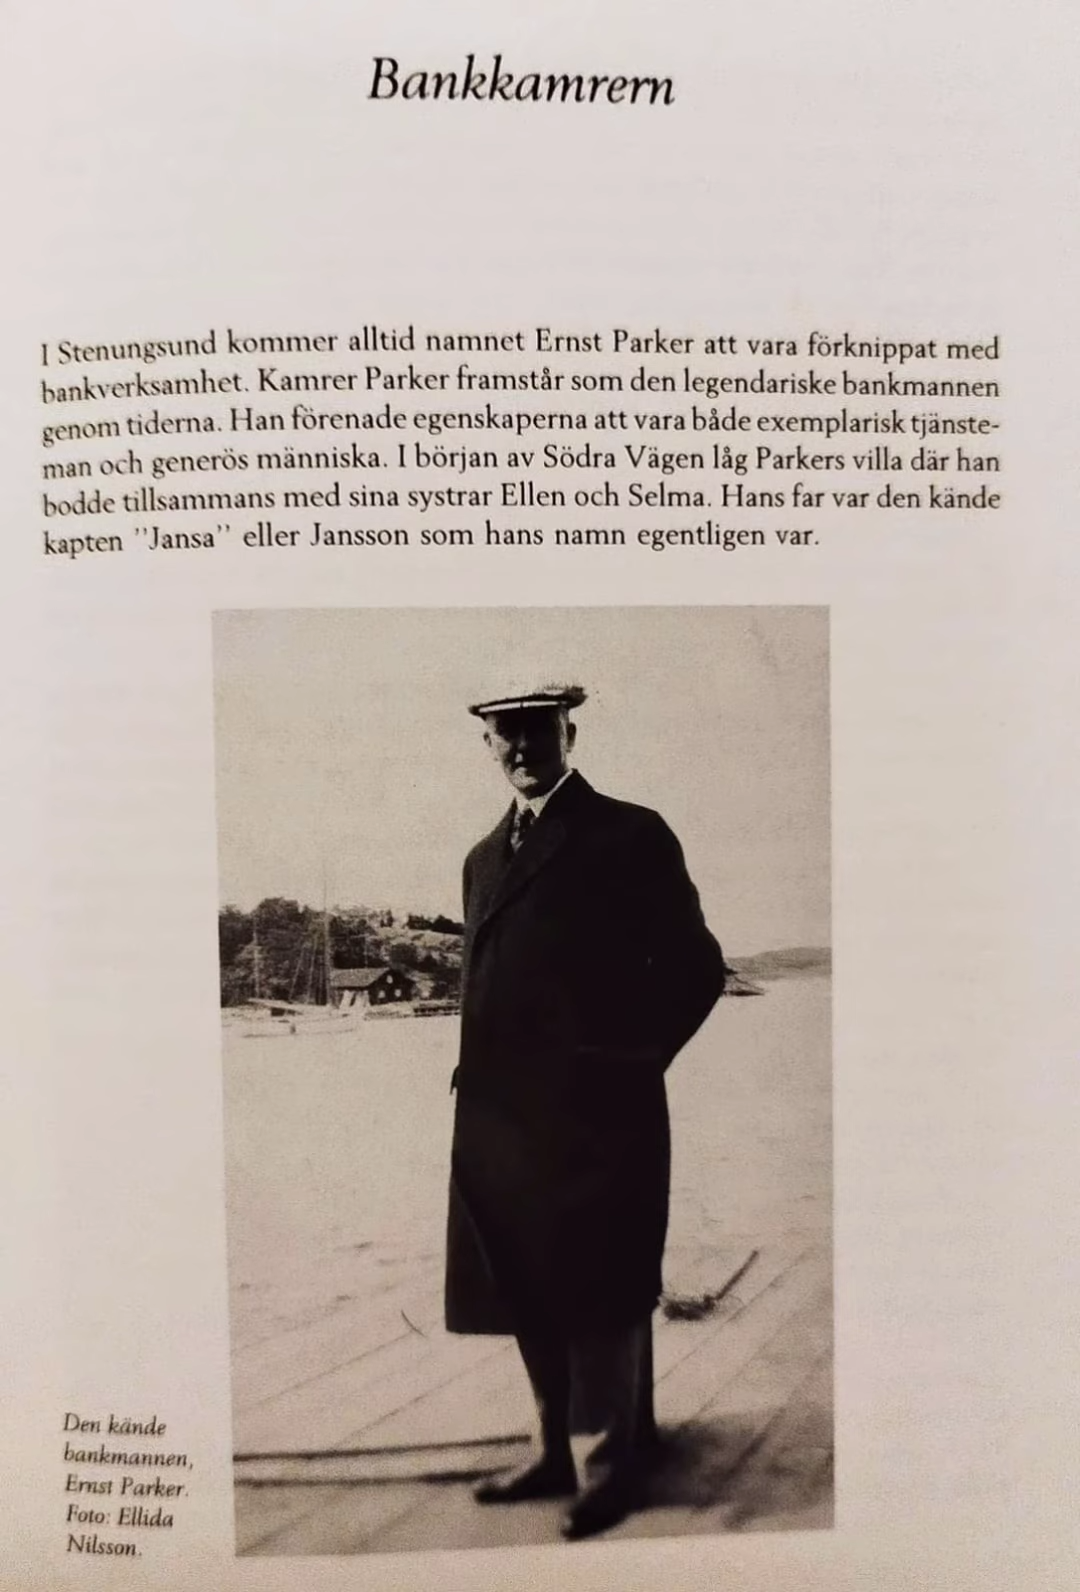 Bankkamrern
I Stenungsund kommer alltid namnet Ernst Parker att vara förknippat med
bankverksamhet. Kamrer Parker framstår som den legendariske bankmannen
genom tiderna. Han förenade egenskaperna att vara både exemplarisk tjänste-
man och generös människa. I början av Södra Vägen låg Parkers villa där han
bodde tillsammans med sina systrar Ellen och Selma. Hans far var den kände
kapten ''Jansa'' eller Jansson som hans namn egentligen var.
Den kände
bankmannen,
Ernst Parker.
Foto: Ellida
Nilsson.